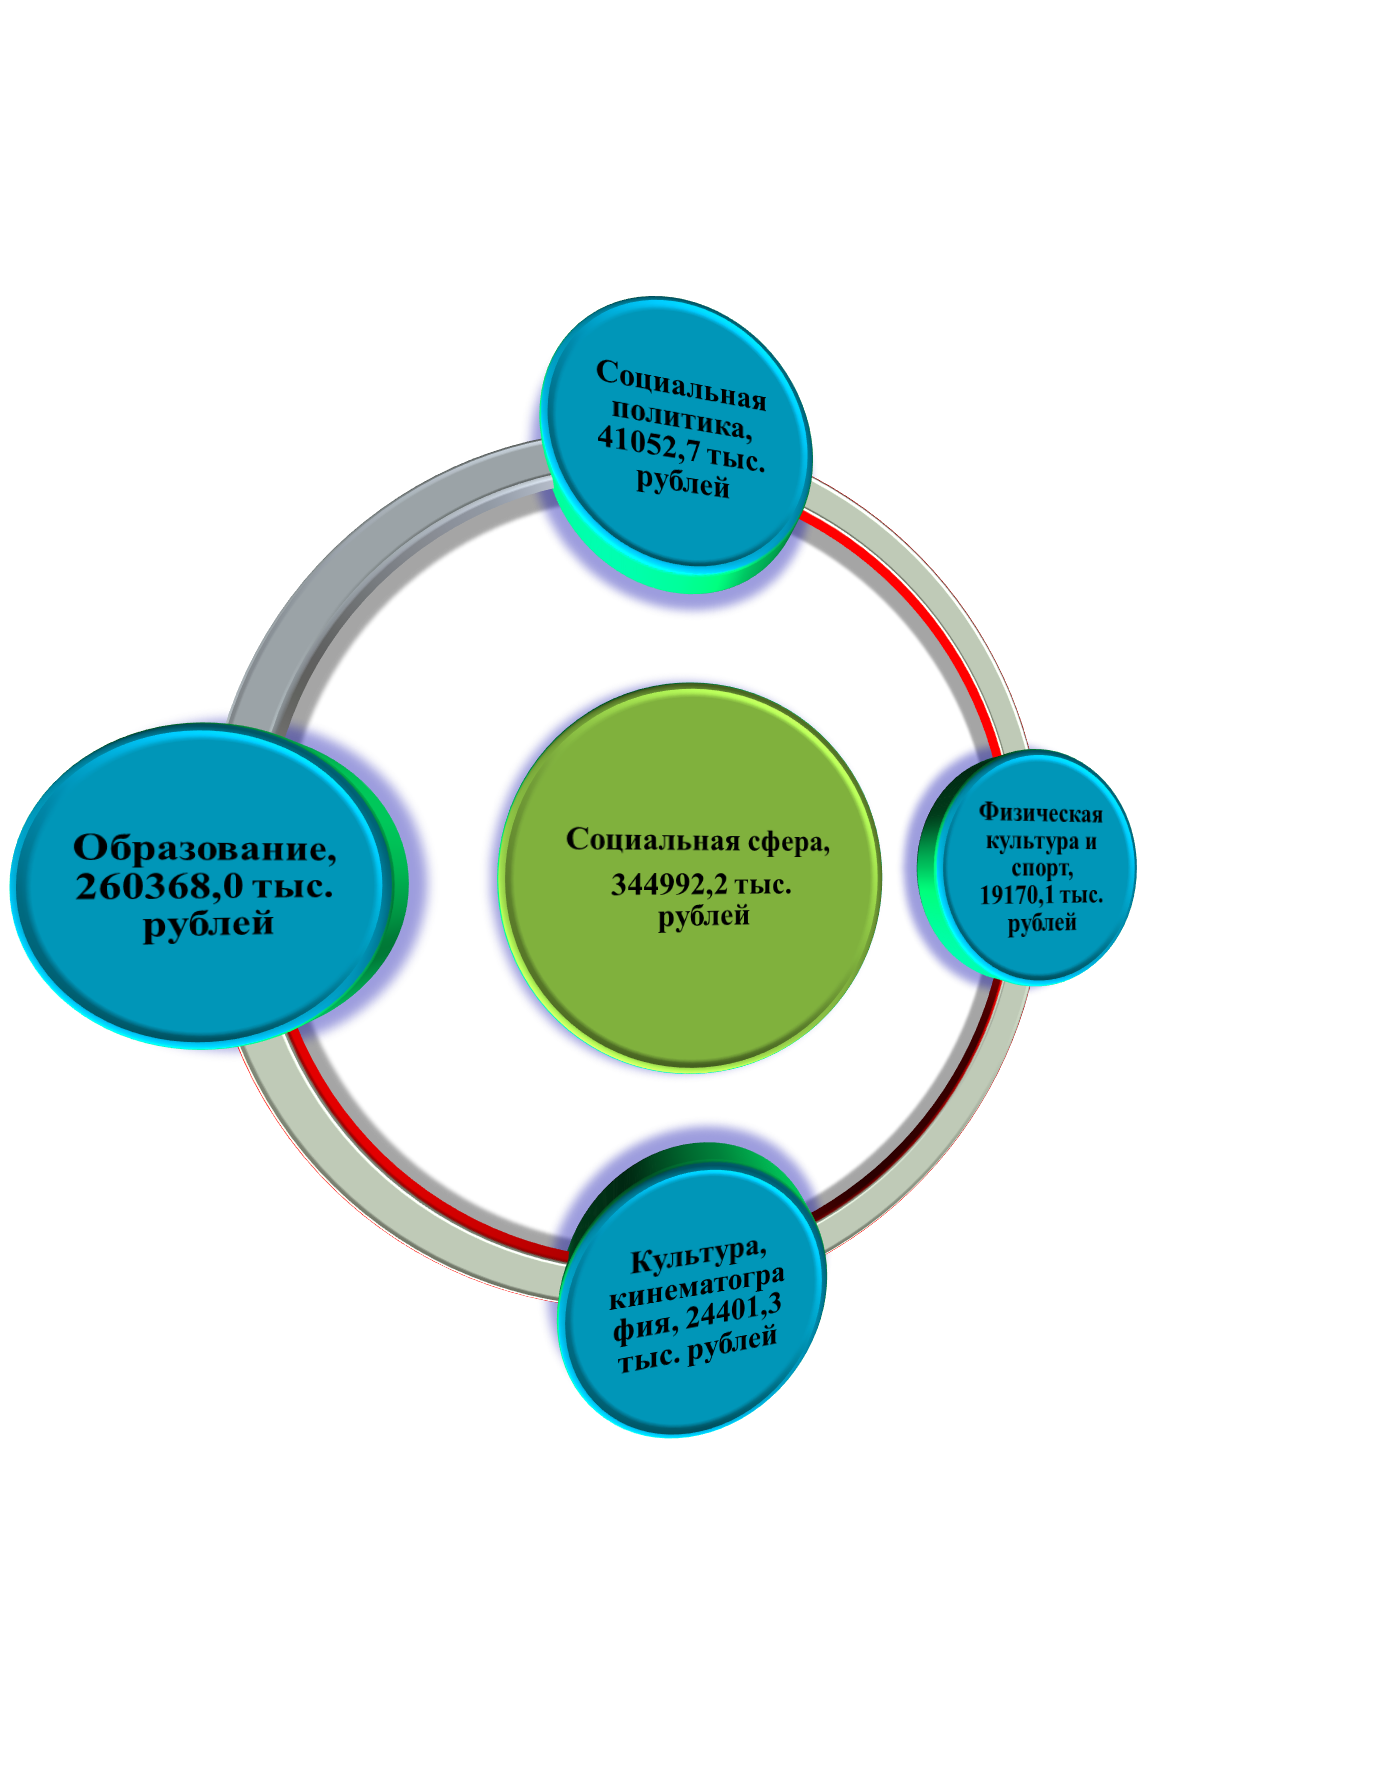 Социальная
политика,
41052,7 тыс.
рублей
Физическая
культура и
спорт,
19170,1 тыс.
рублей
Образование,
260368,0 тыс.
рублей
Социальная сфера,
344992,2 тыс.
рублей
Культура,
кинематогра
фия, 24401,3
тыс. рублей